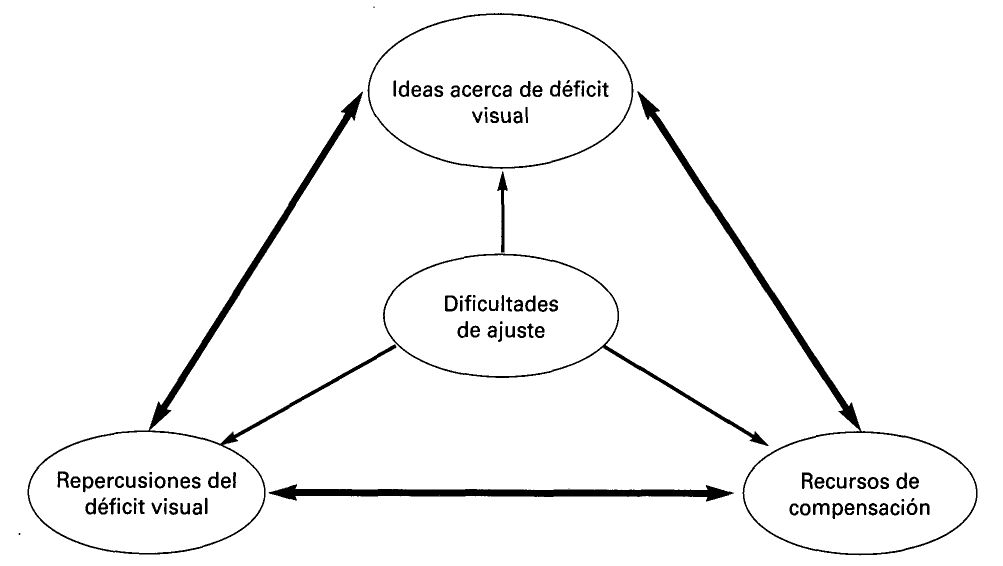 Ideas acerca de déficit
visual
Dificultades
de ajuste
Repercusiones del
déficit visual
Recursos de
compensación